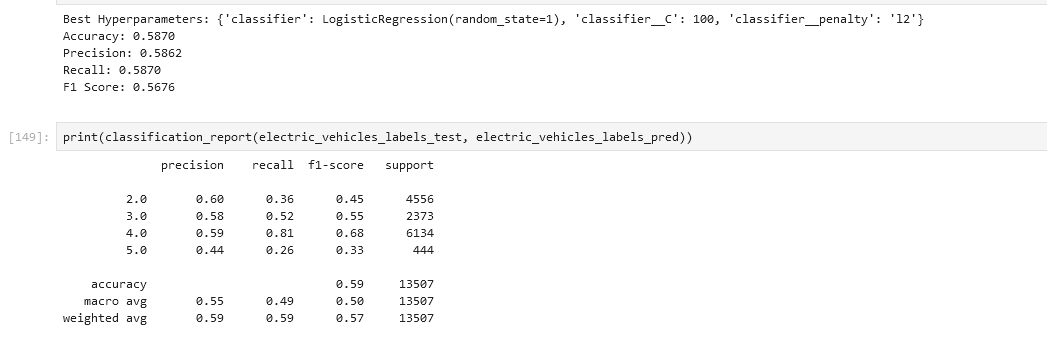 Best Hyperparameters: {'classifier': LogisticRegression(random_state=1), 'classifier__C': 100, 'classifier__penalty': 'l2'}
Accuracy: 0.5870
Precision: 0.5862
Recall: 0.5870
F1 Score: 0.5676
[149]: print(classification_report(electric_vehicles_labels_test, electric_vehicles_labels_pred))
precision recall f1-score support
2.0 0.60 0.36 0.45 4556
3.0 0.58 0.52 0.55 2373
4.0 0.59 0.81 0.68 6134
5.0 0.44 0.26 0.33 444
accuracy 0.59 13507
macro avg 0.55 0.49 0.50 13507
weighted avg 0.59 0.59 0.57 13507